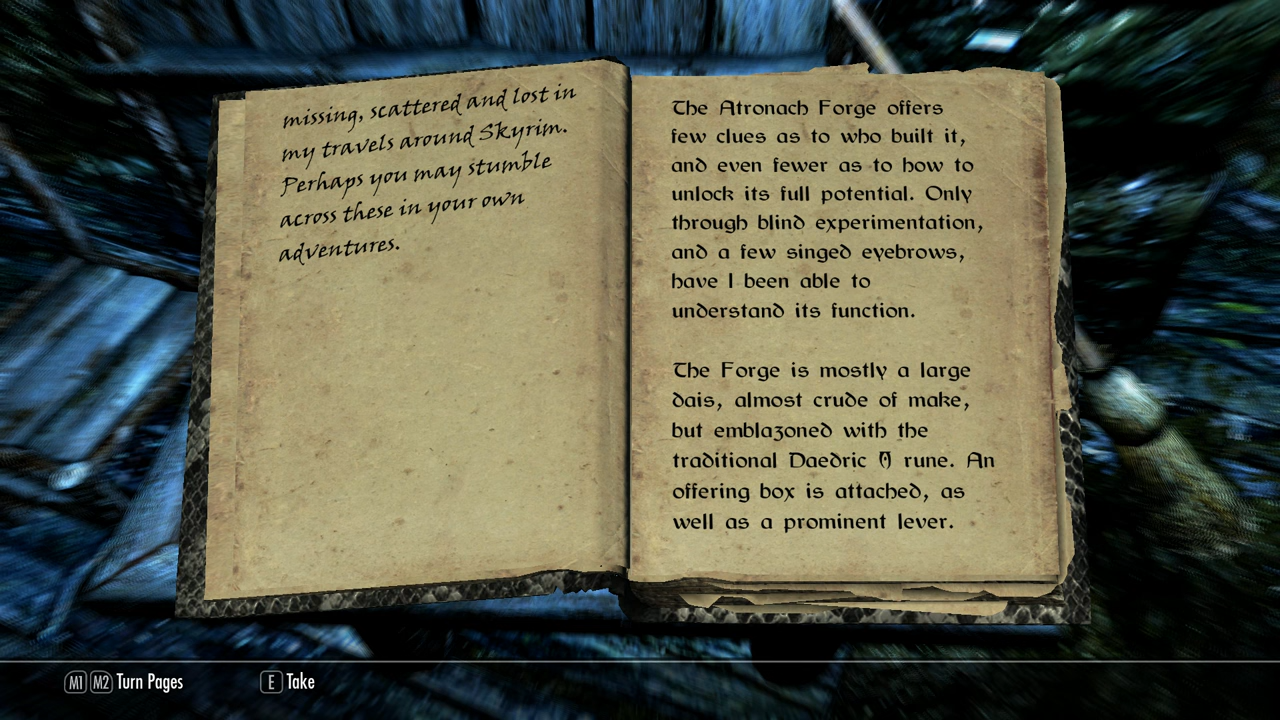 missing, scattered and lost in
my travels around Skyrim.
Perhaps you may stumble
across these in your own
adventures.
The Atronach Forge offers
few clues as to who built it,
and even fewer as to how to
unlock its full potential. Only
through blind experimentation,
and a few singed eyebrows,
have I been able to
understand its function.
The Forge is mostly a large
dais, almost crude of make,
but emblazoned with the
traditional Daedric rune. An
offering box is attached, as
well as a prominent lever.
M1 M2 Turn Pages
E Take